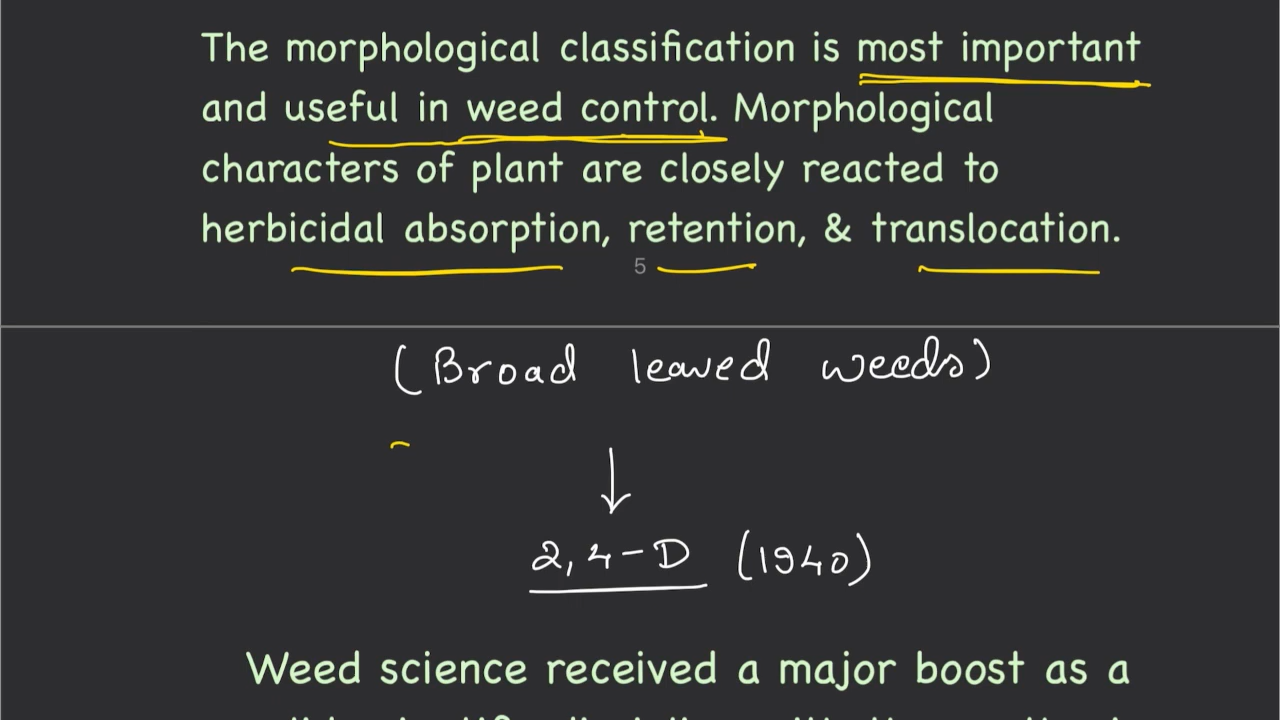 The morphological classification is most important
and useful in weed control. Morphological
characters of plant are closely reacted to
herbicidal absorption, retention, & translocation.
5
(Broad leaved weeds)
2,4-D (1940)
Weed science received a major boost as a